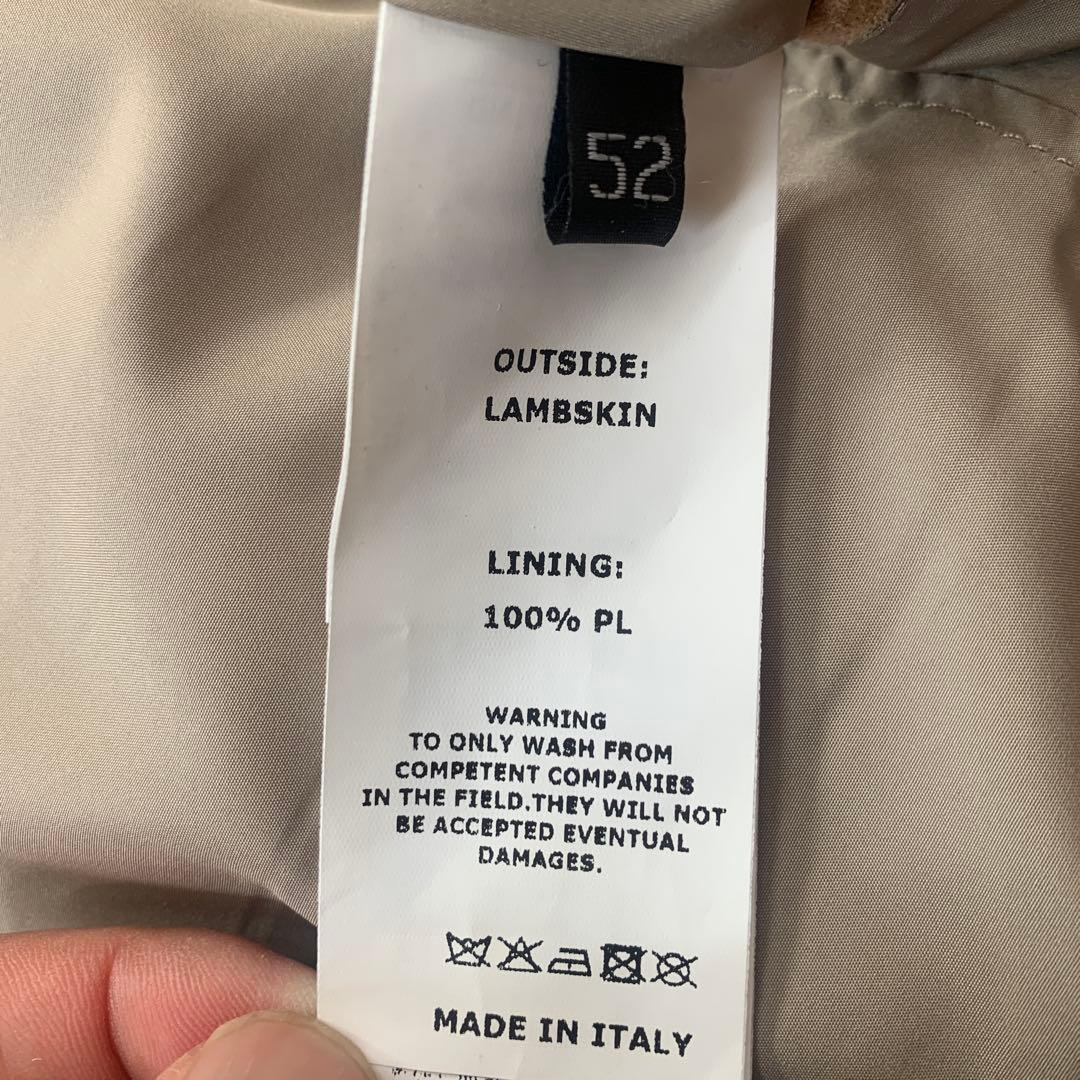 52
OUTSIDE:
LAMBSKIN
LINING:
100% PL
WARNING
TO ONLY WASH FROM
COMPETENT COMPANIES
IN THE FIELD.THEY WILL NOT
BE ACCEPTED EVENTUAL
DAMAGES.
MADE IN ITALY